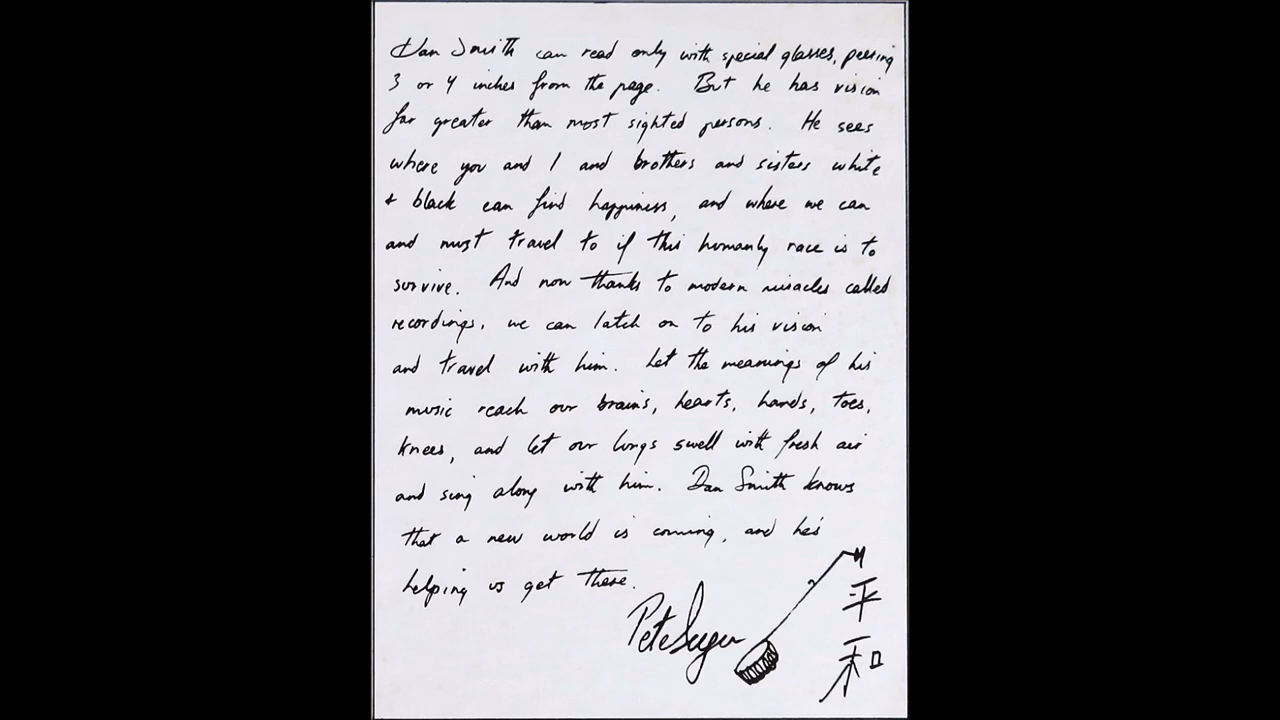 Dan Smith can read only with special glasses, peering
3 or 4 inches from the page. But he has vision
far greater than most sighted persons. He sees
where you and I and brothers and sisters white
+ black can find happiness, and where we can
and must travel to if this humanly race is to
survive. And now thanks to modern miracles called
recordings, we can latch on to his vision
and travel with him. Let the meanings of his
music reach our brains, hearts, hands, toes,
knees, and let our lungs swell with fresh air
and sing along with him. Dan Smith knows
that a new world is coming, and he's
helping us get there.
Pete Seeger
平
和